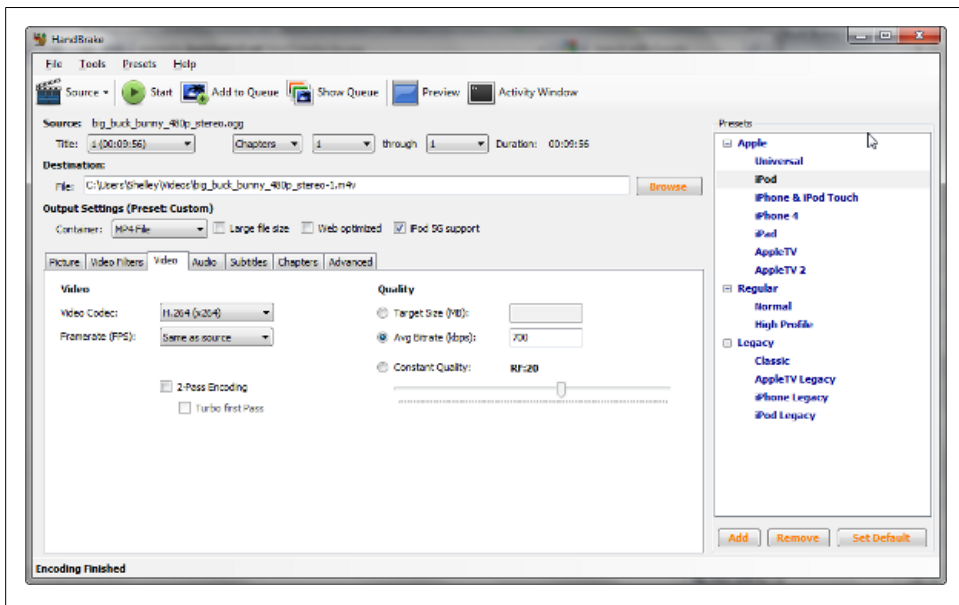 HandBrake
File Tools Presets Help
Source Start Add to Queue Show Queue Preview Activity Window
Source: big_buck_bunny_480p_stereo.ogg
Title: 1 (00:09:56) Chapters 1 through 1 Duration: 00:09:56
Destination:
File: C:\Users\Shelley\Videos\big_buck_bunny_480p_stereo-1.m4v Browse
Output Settings (Preset: Custom)
Container: MP4 File Large file size Web optimized iPod 5G support
Picture Video Filters Video Audio Subtitles Chapters Advanced
Video Quality
Video Codec: H.264 (x264) Target Size (MB):
Framerate (FPS): Same as source Avg Bitrate (kbps): 700
Constant Quality: RF:20
2-Pass Encoding
Turbo first Pass
Presets
Apple
Universal
iPod
iPhone & iPod Touch
iPhone 4
iPad
AppleTV
AppleTV 2
Regular
Normal
High Profile
Legacy
Classic
AppleTV Legacy
iPhone Legacy
iPod Legacy
Add Remove Set Default
Encoding Finished